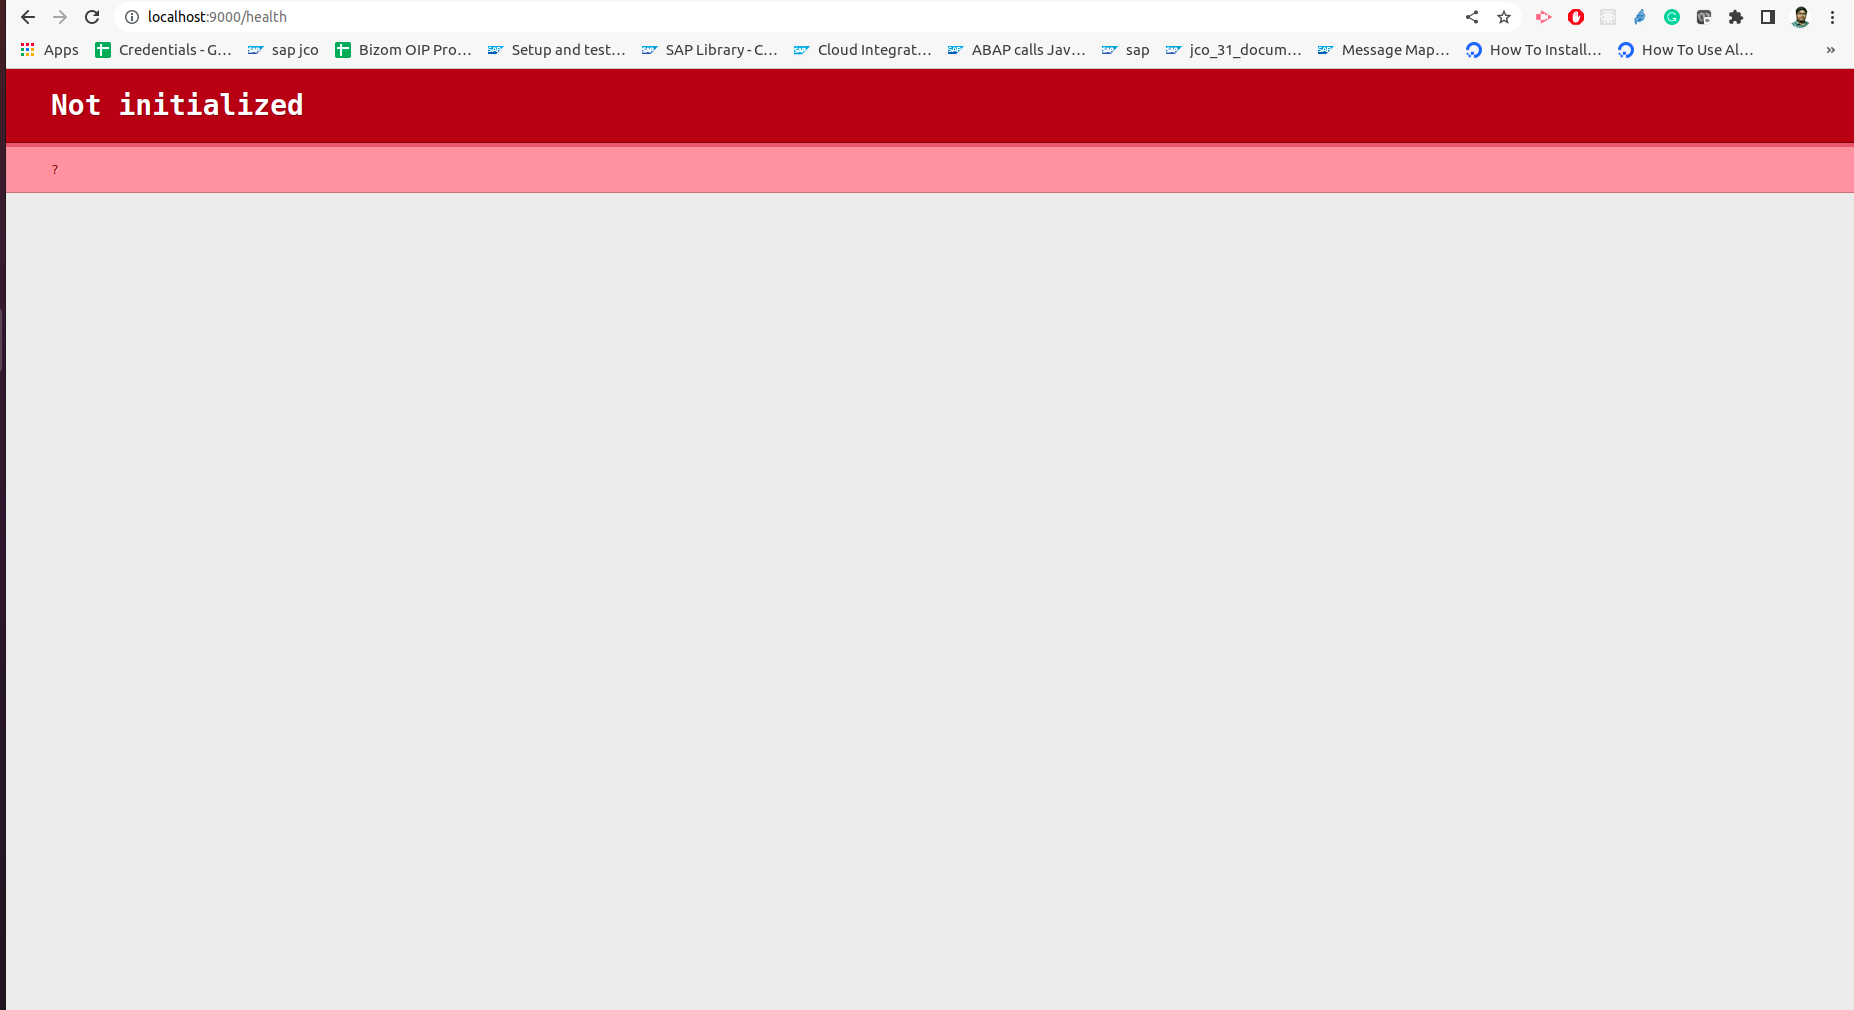 localhost:9000/health
Apps Credentials - G... sap jco Bizom OIP Pro... Setup and test... SAP Library - C... Cloud Integrat... ABAP calls Jav... sap jco_31_docum... Message Map... How To Install... How To Use Al... »
Not initialized
?